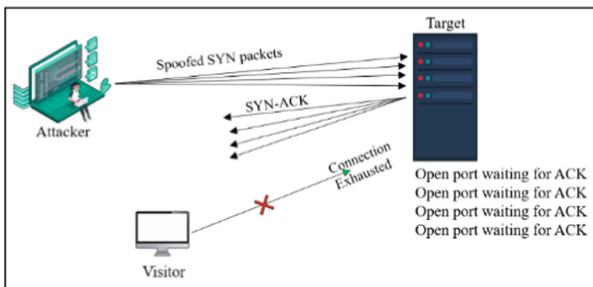 Target
Spoofed SYN packets
Attacker
SYN-ACK
Connection
Exhausted
Open port waiting for ACK
Open port waiting for ACK
Open port waiting for ACK
Open port waiting for ACK
Visitor